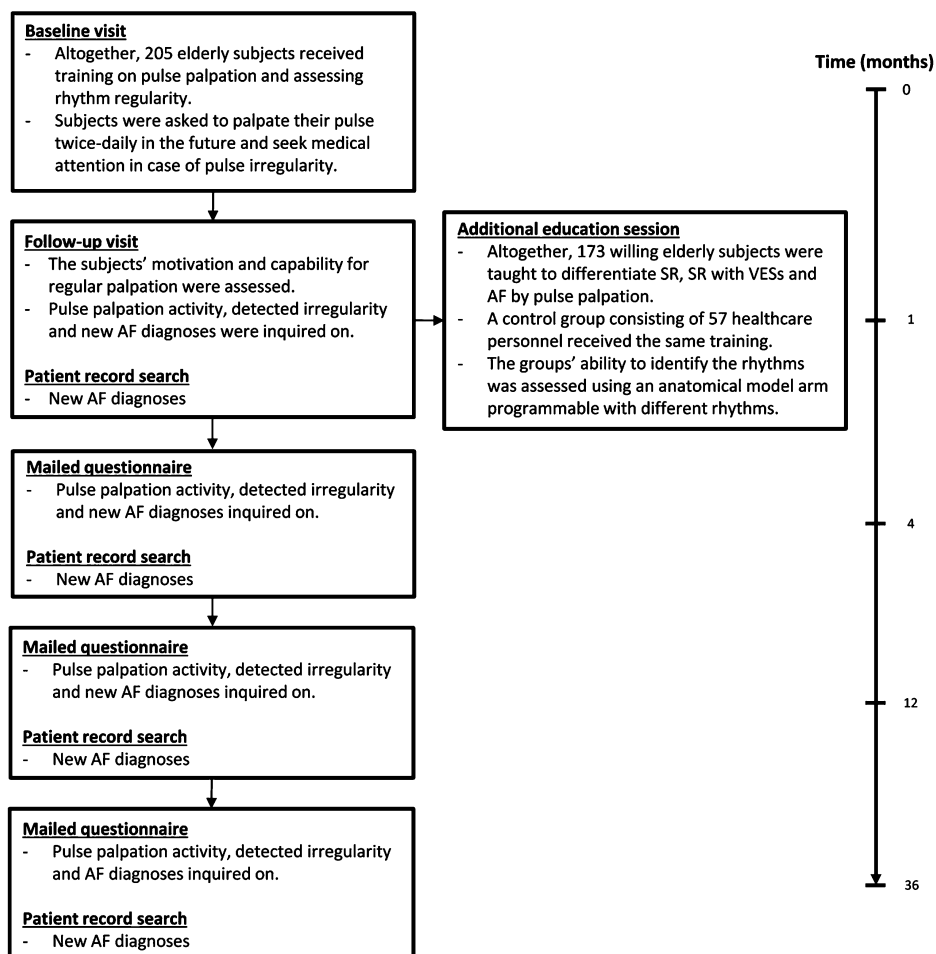 Baseline visit
- Altogether, 205 elderly subjects received
training on pulse palpation and assessing
rhythm regularity.
- Subjects were asked to palpate their pulse
twice-daily in the future and seek medical
attention in case of pulse irregularity.
Follow-up visit
- The subjects’ motivation and capability for
regular palpation were assessed.
- Pulse palpation activity, detected irregularity
and new AF diagnoses were inquired on.
Patient record search
- New AF diagnoses
Additional education session
- Altogether, 173 willing elderly subjects were
taught to differentiate SR, SR with VESs and
AF by pulse palpation.
- A control group consisting of 57 healthcare
personnel received the same training.
- The groups’ ability to identify the rhythms
was assessed using an anatomical model arm
programmable with different rhythms.
Mailed questionnaire
- Pulse palpation activity, detected irregularity
and new AF diagnoses inquired on.
Patient record search
- New AF diagnoses
Mailed questionnaire
- Pulse palpation activity, detected irregularity
and new AF diagnoses inquired on.
Patient record search
- New AF diagnoses
Mailed questionnaire
- Pulse palpation activity, detected irregularity
and AF diagnoses inquired on.
Patient record search
- New AF diagnoses
Time (months)
0
1
4
12
36